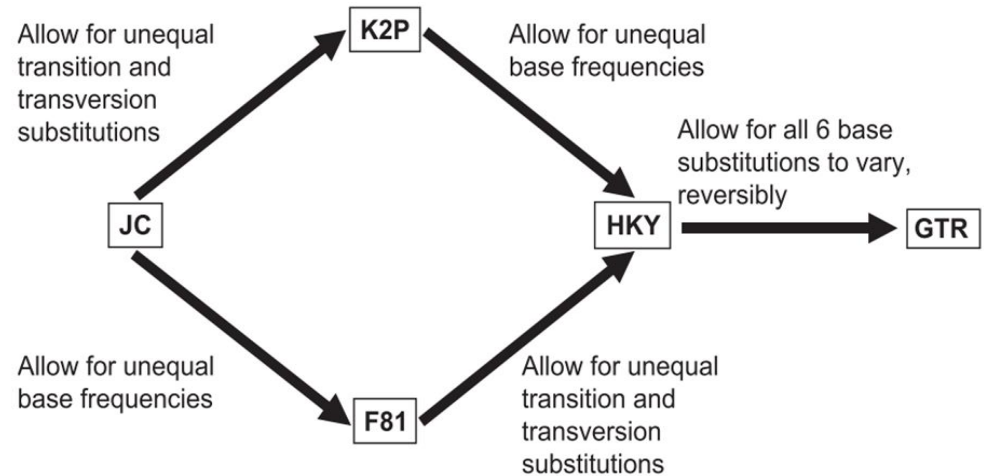 Allow for unequal
transition and
transversion
substitutions
K2P
Allow for unequal
base frequencies
Allow for all 6 base
substitutions to vary,
reversibly
JC
HKY
GTR
Allow for unequal
base frequencies
F81
Allow for unequal
transition and
transversion
substitutions